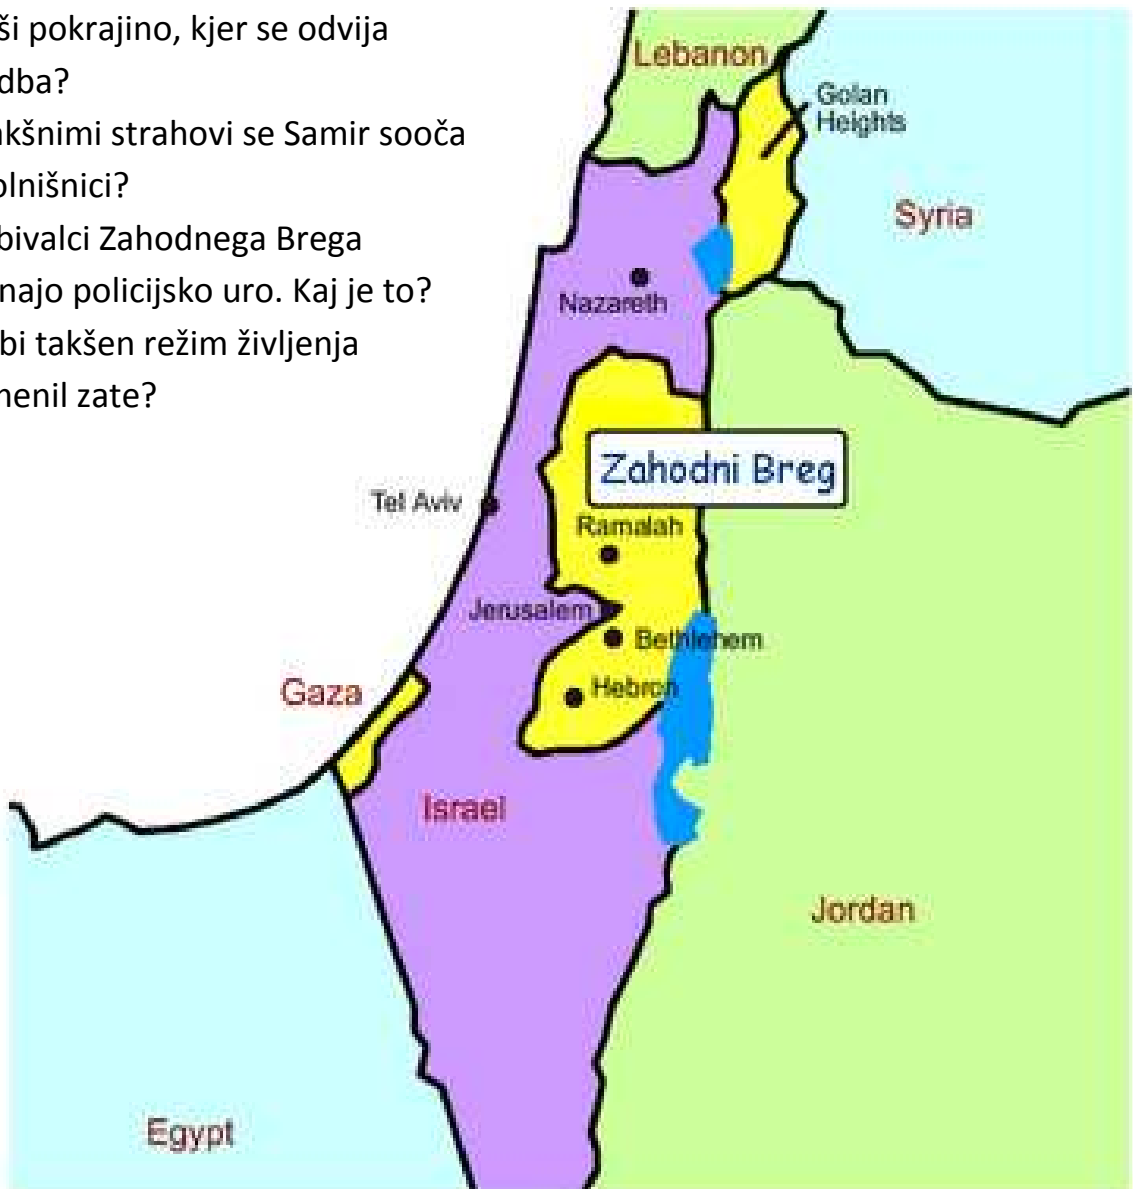 ši pokrajino, kjer se odvija
dba?
akšnimi strahovi se Samir sooča
olnišnici?
bivalci Zahodnega Brega
najo policijsko uro. Kaj je to?
bi takšen režim življenja
menil zate?
Lebanon
Golan
Heights
Syria
Nazareth
Zahodni Breg
Tel Aviv
Ramalah
Jerusalem
Bethlehem
Hebron
Gaza
Israel
Jordan
Egypt